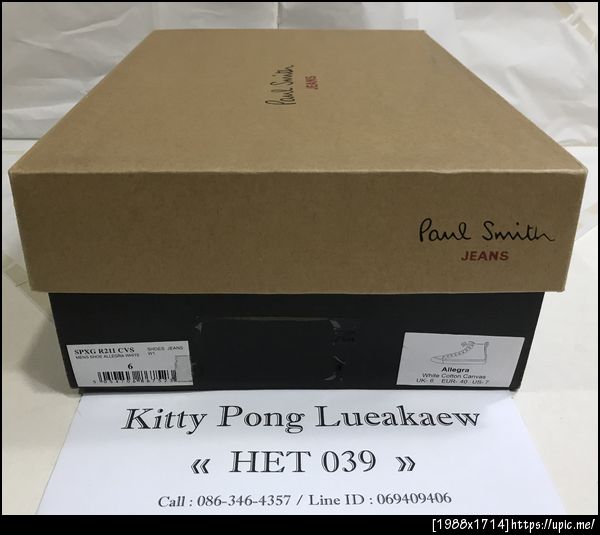 Paul Smith
JEANS
Paul Smith
JEANS
SPXG R211 CVS
SHOES JEANS
MENS SHOE ALLEGRA WHITE
W1
6
Allegra
White Cotton Canvas
UK- 6 EUR- 40 US- 7
Kitty Pong Lueakaew
« HET 039 »
Call : 086-346-4357 / Line ID : 069409406
[1988x1714]https://upic.me/